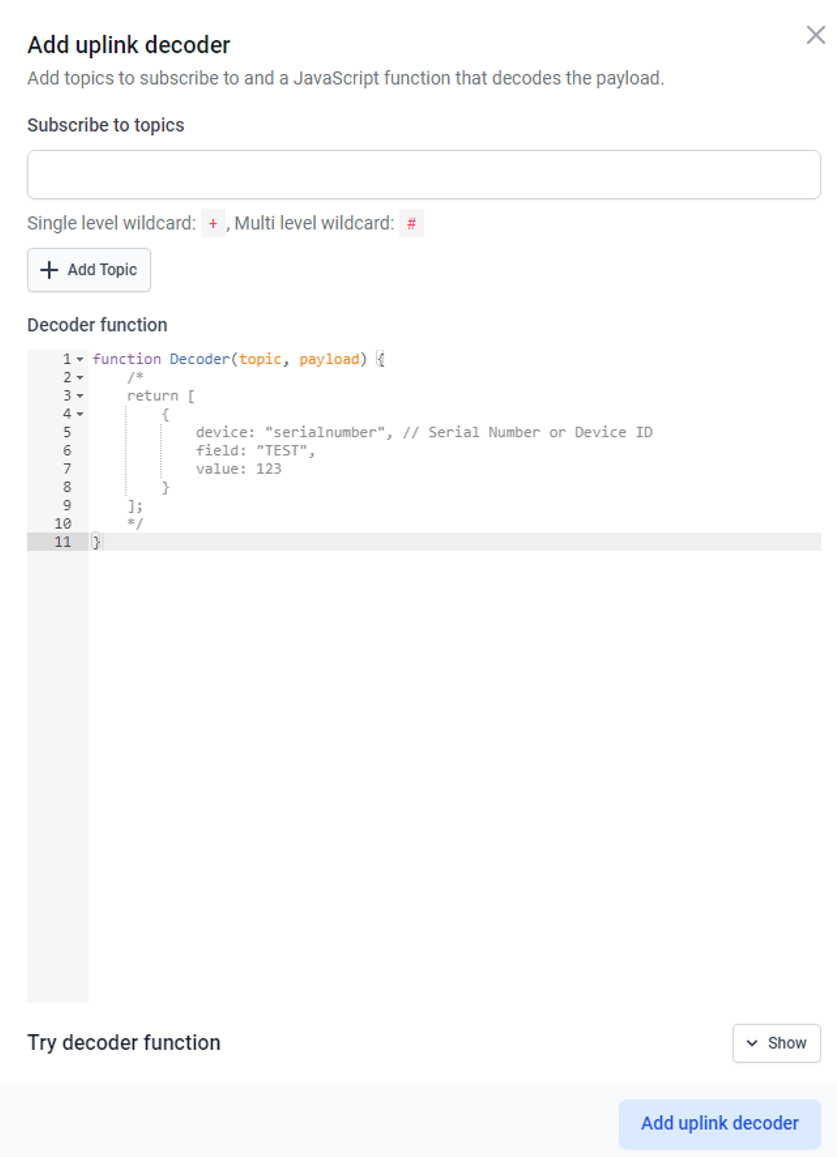 Add uplink decoder
Add topics to subscribe to and a JavaScript function that decodes the payload.
Subscribe to topics
Single level wildcard: + , Multi level wildcard: #
Add Topic
Decoder function
1 function Decoder(topic, payload) {
2     /*
3     return [
4         {
5             device: "serialnumber", // Serial Number or Device ID
6             field: "TEST",
7             value: 123
8         }
9     ];
10     */
11 }
Try decoder function
Show
Add uplink decoder